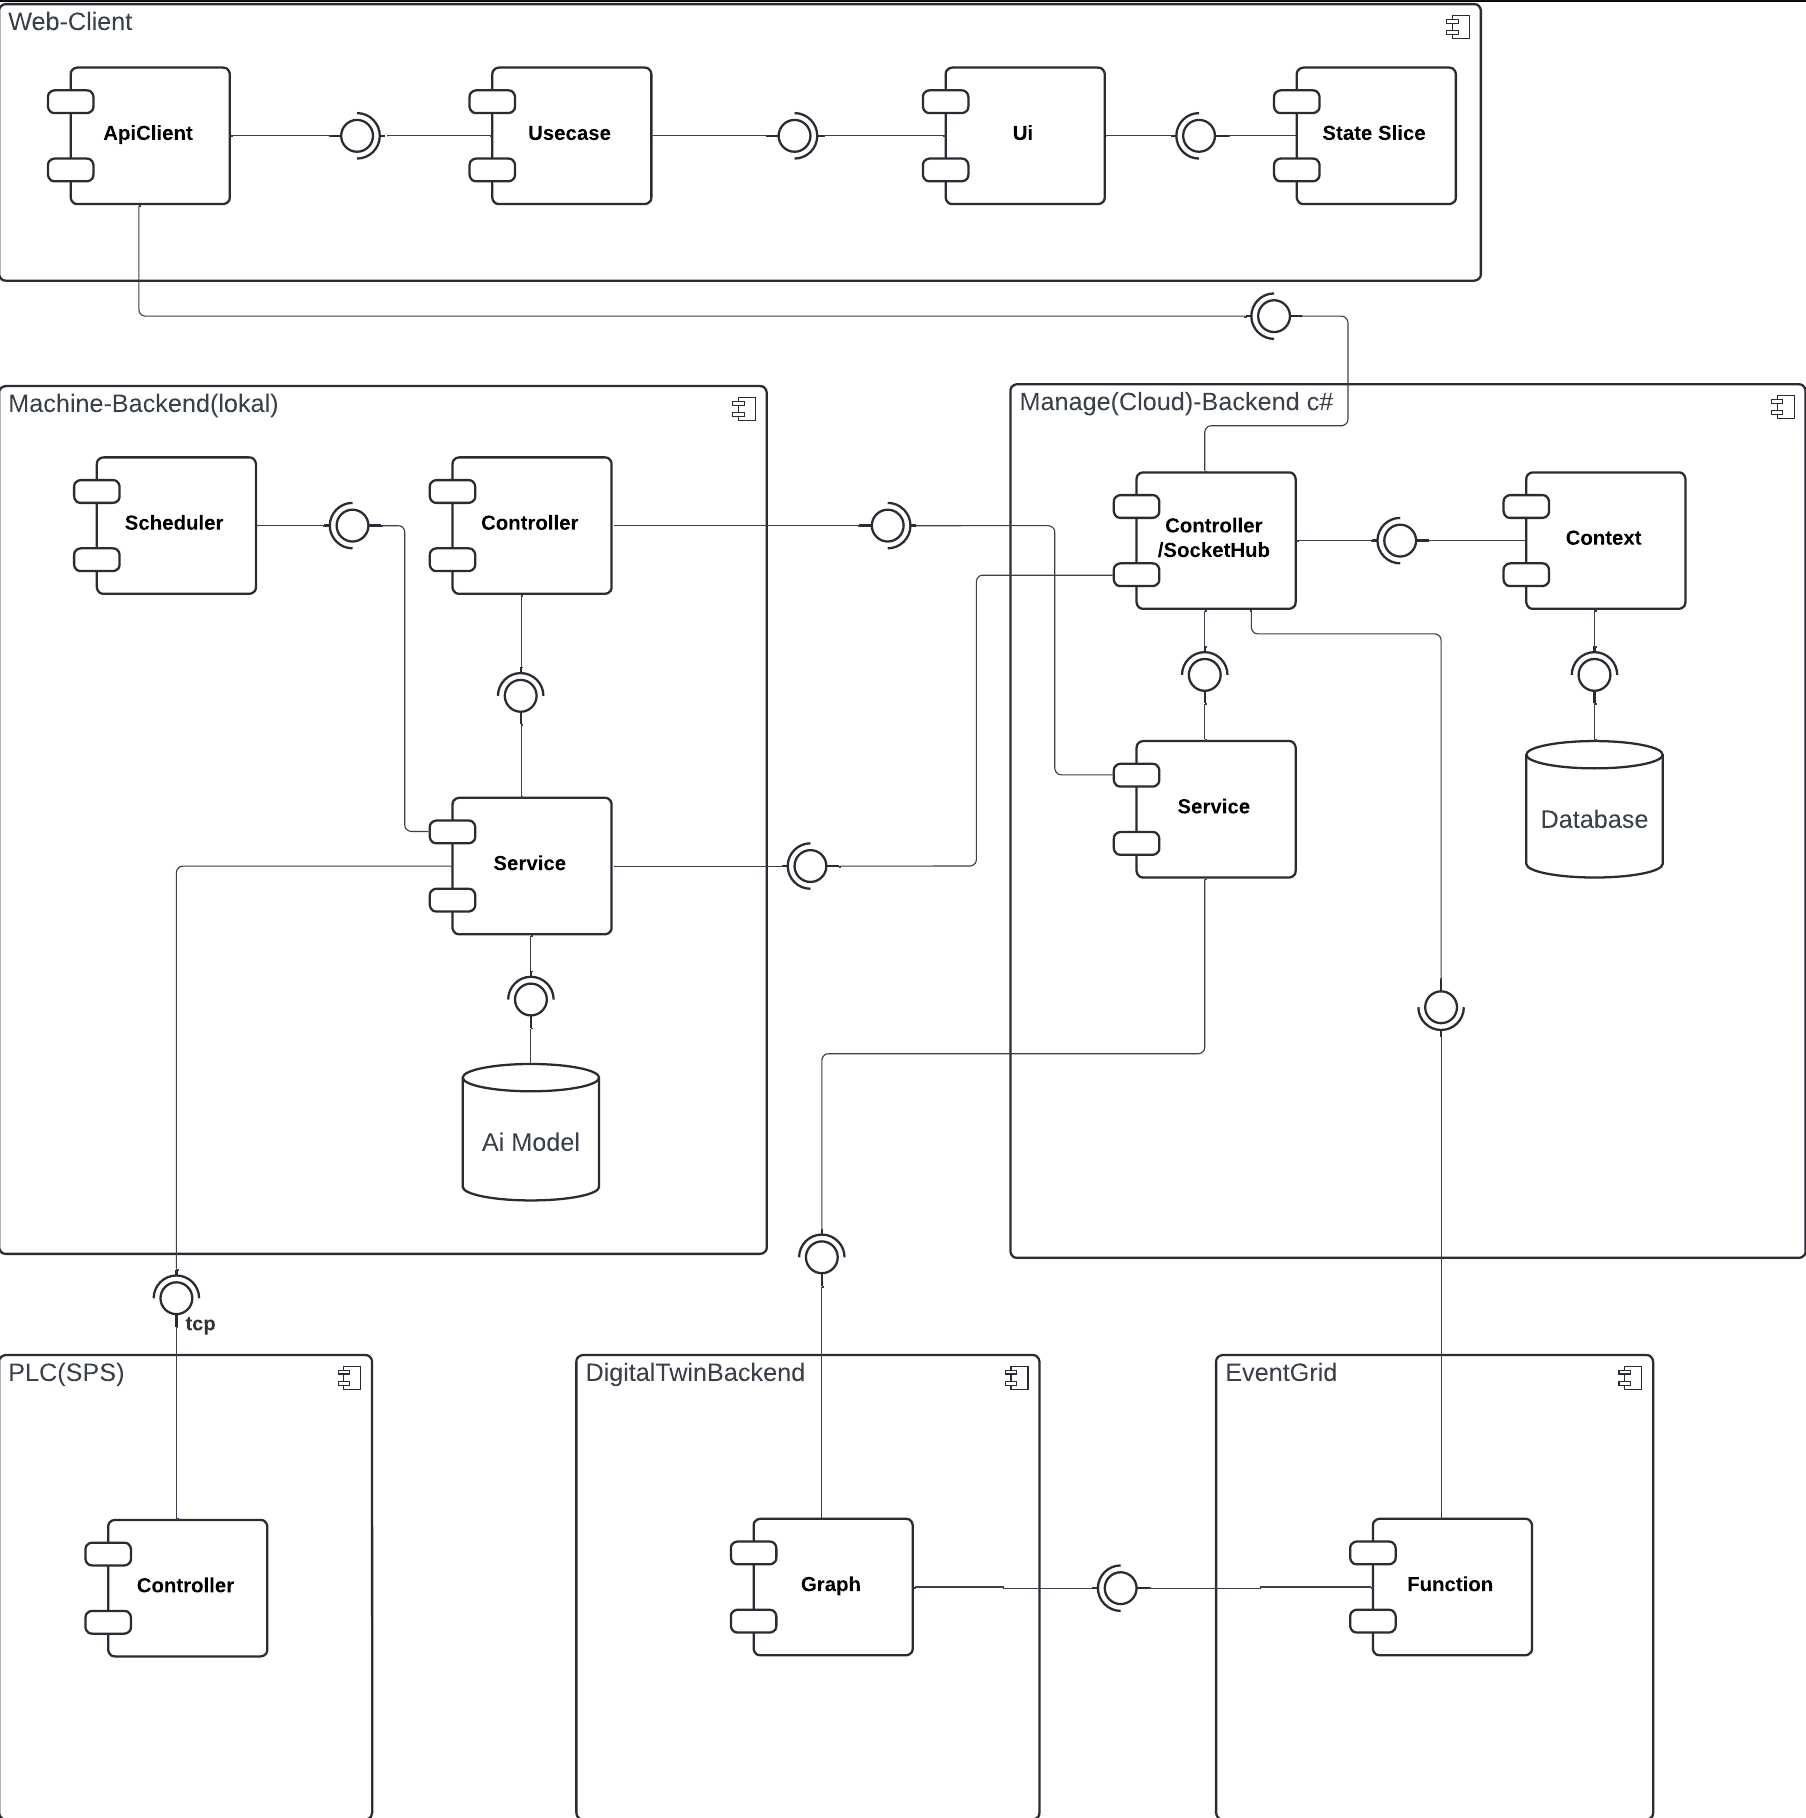 Web-Client
ApiClient
Usecase
Ui
State Slice
Machine-Backend(lokal)
Scheduler
Controller
Service
Ai Model
Manage(Cloud)-Backend c#
Controller
/SocketHub
Context
Service
Database
tcp
PLC(SPS)
Controller
DigitalTwinBackend
Graph
EventGrid
Function